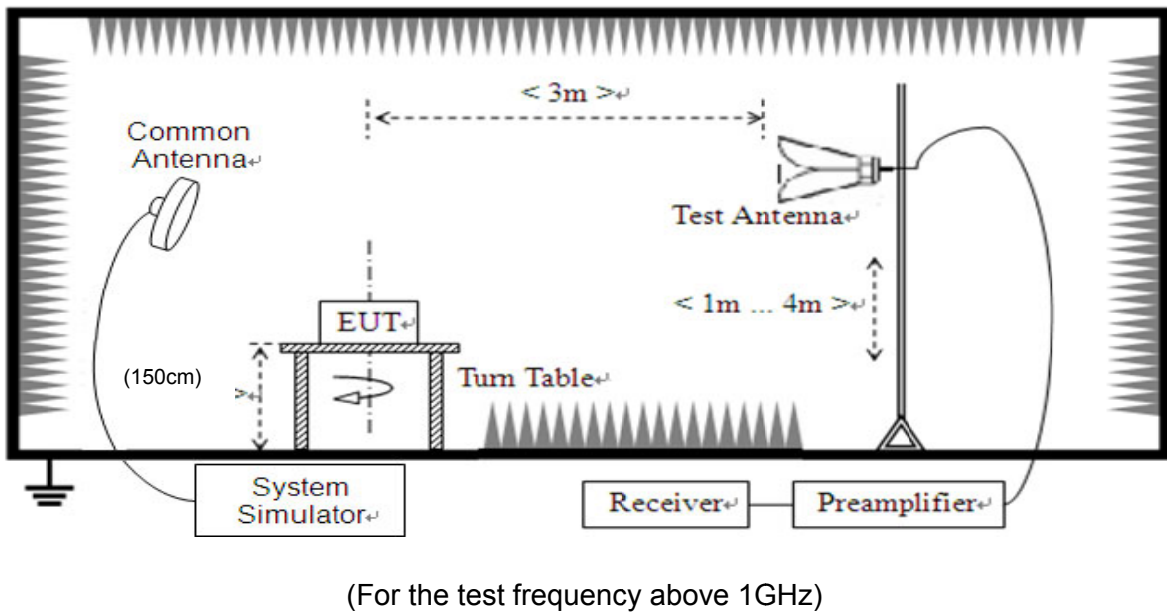 < 3m >↵
Common
Antenna↵
Test Antenna↵
< 1m ... 4m >↵
EUT↵
(150cm)
Turn Table↵
System
Simulator↵
Receiver↵
Preamplifier↵
(For the test frequency above 1GHz)